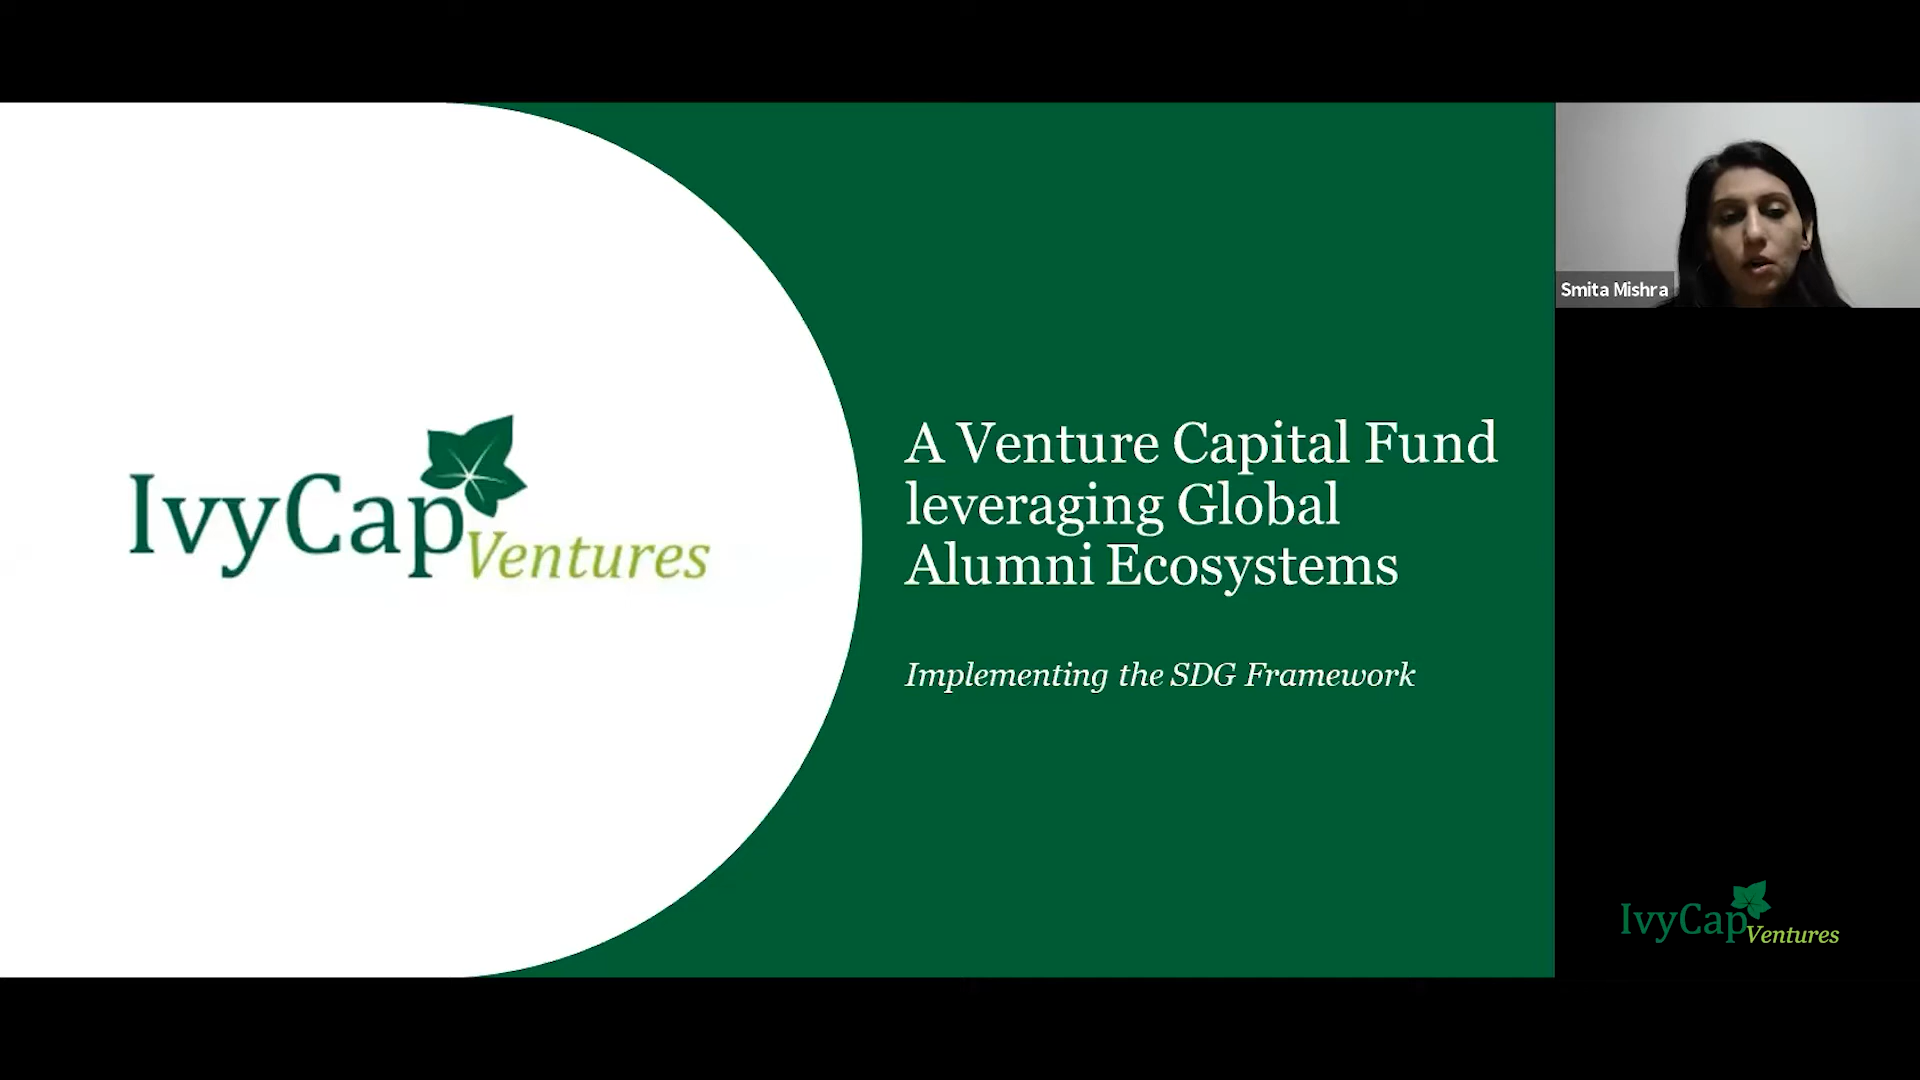 IvyCap
Ventures
A Venture Capital Fund
leveraging Global
Alumni Ecosystems
Implementing the SDG Framework
Smita Mishra
IvyCap
Ventures